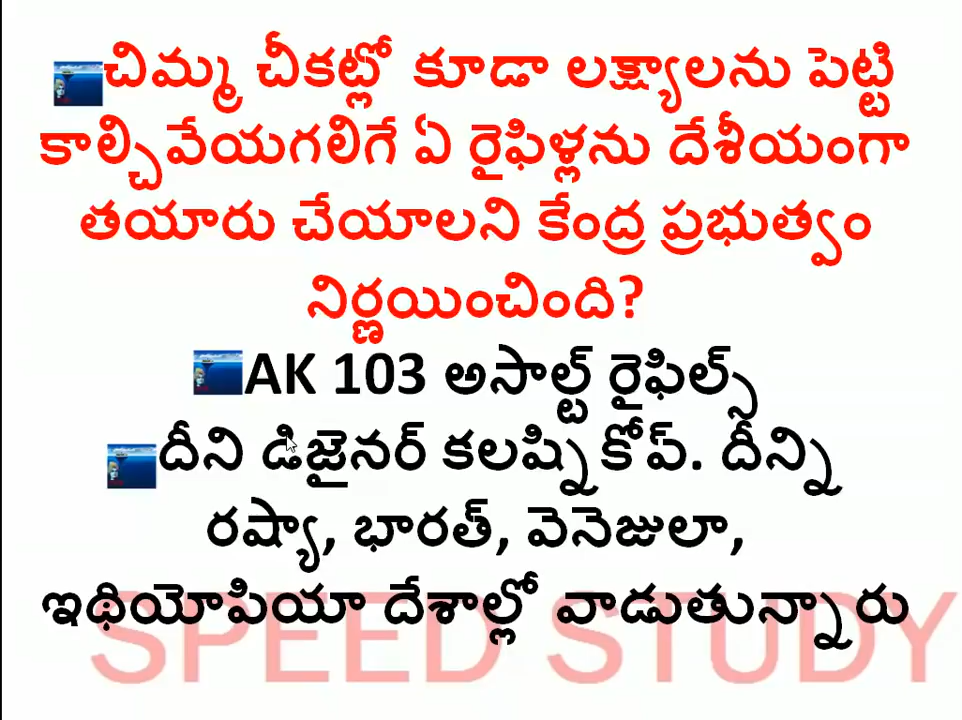 చిమ్మ చీకట్లో కూడా లక్ష్యాలను పెట్టి
కాల్చివేయగలిగే ఏ రైఫిళ్లను దేశీయంగా
తయారు చేయాలని కేంద్ర ప్రభుత్వం
నిర్ణయించింది?
AK 103 అసాల్ట్ రైఫిల్స్
దీని డిజైనర్ కలష్నికోవ్. దీన్ని
రష్యా, భారత్, వెనెజులా,
ఇథియోపియా దేశాల్లో వాడుతున్నారు
SPEED STUDY